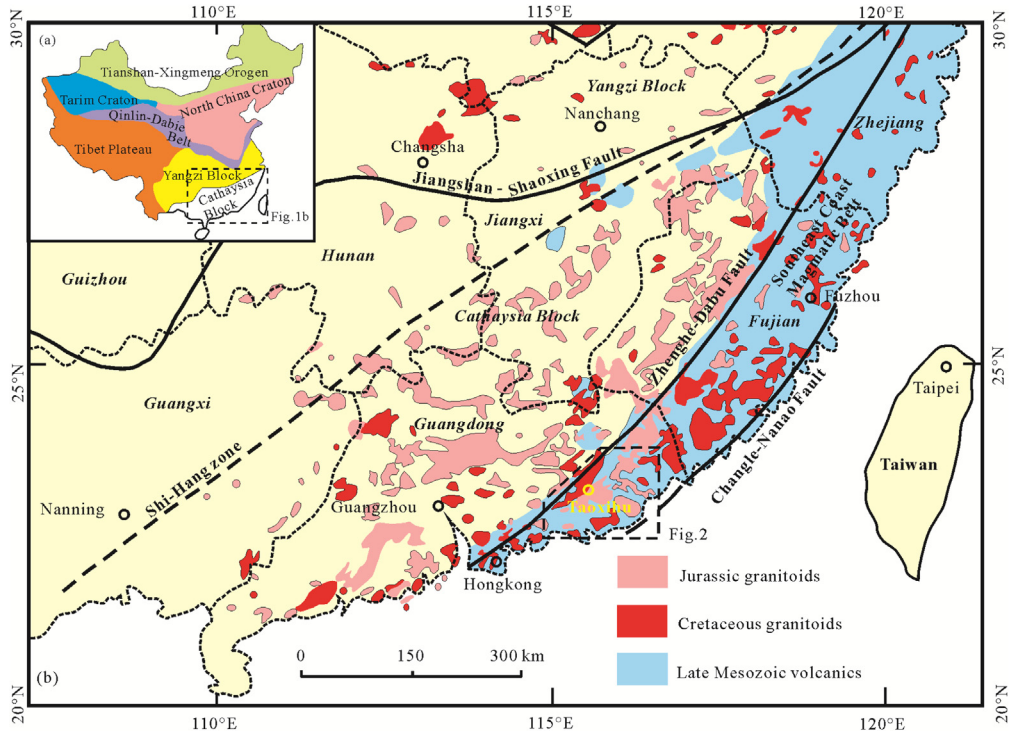 110°E
115°E
120°E
30°N
30°N
(a)
Tianshan-Xingmeng Orogen
Tarim Craton
North China Craton
Qinlin-Dabie
Belt
Tibet Plateau
Yangzi Block
Cathaysia
Block
Fig.1b
Yangzi Block
Nanchang
Changsha
Zhejiang
Jiangshan - Shaoxing Fault
Jiangxi
Hunan
Guizhou
Southeast Coast
Magmatic Belt
Fuzhou
Cathaysia Block
Zhenghe-Dabu Fault
Fujian
25°N
25°N
Taipei
Guangxi
Guangdong
Changle-Nanao Fault
Taiwan
Shi-Hang zone
Nanning
Guangzhou
Taoxihu
Fig.2
Hongkong
Jurassic granitoids
Cretaceous granitoids
Late Mesozoic volcanics
0 150 300 km
(b)
20°N
20°N
110°E
115°E
120°E